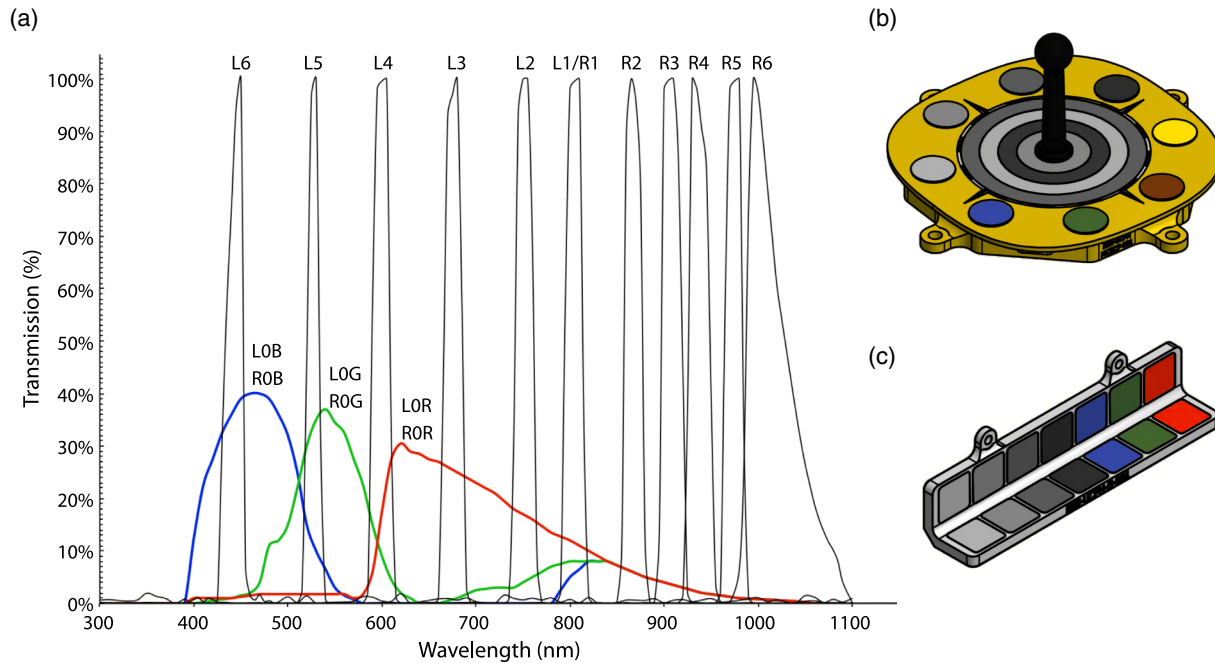 (a)
(b)
L6 L5 L4 L3 L2 L1/R1 R2 R3 R4 R5 R6
100%
90%
80%
70%
60%
50%
40%
30%
20%
10%
0%
Transmission (%)
L0B
R0B
L0G
R0G
L0R
R0R
300 400 500 600 700 800 900 1000 1100
Wavelength (nm)
(c)